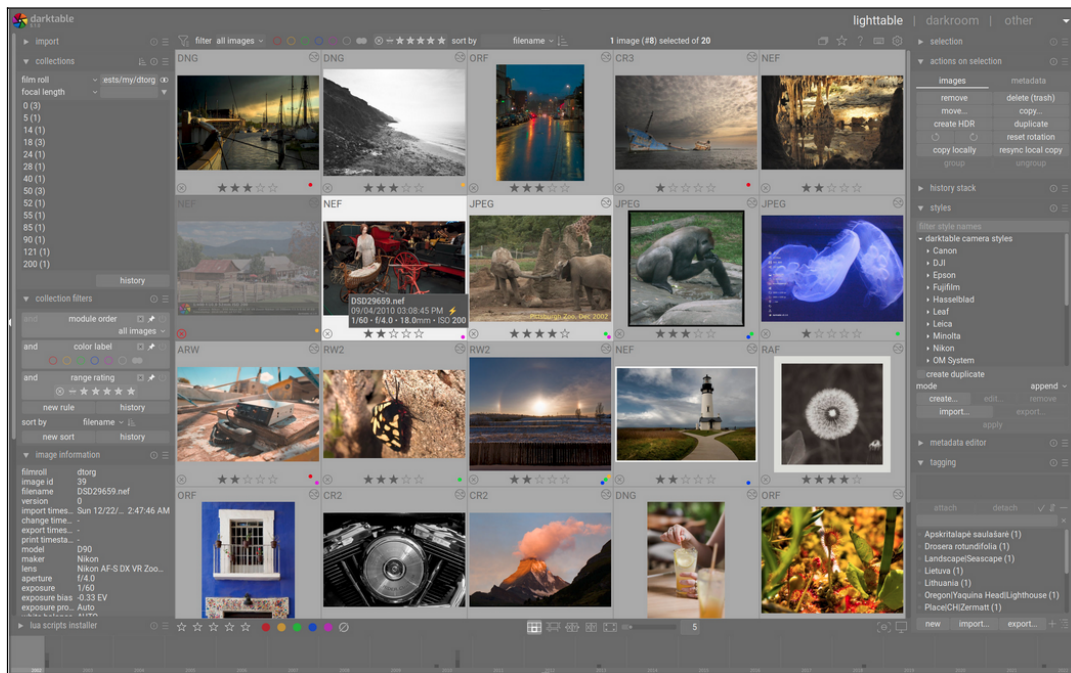 darktable
lighttable | darkroom | other
import
filter all images
sort by filename
1 image (#8) selected of 20
selection
collections
film roll ests/my/dtorg
focal length
0 (3)
5 (1)
14 (1)
18 (3)
24 (1)
28 (1)
40 (1)
50 (3)
52 (1)
55 (1)
85 (1)
90 (1)
121 (1)
200 (1)
history
collection filters
and module order
all images
and color label
and range rating
new rule history
sort by filename
new sort history
image information
filmroll dtorg
image id 39
filename DSD29659.nef
version 0
import times... Sun 12/22/... 2:47:46 AM
change time... -
export times... -
print timesta... -
model D90
maker Nikon
lens Nikon AF-S DX VR Zoo...
aperture f/4.0
exposure 1/60
exposure bias -0.33 EV
exposure pro... Auto
lua scripts installer
DNG
DNG
ORF
CR3
NEF
NEF
NEF
JPEG
JPEG
JPEG
DSD29659.nef
09/04/2010 03:08:45 PM
1/60 • f/4.0 • 18.0mm • ISO 200
Pittsburgh Zoo, Dec 2002
ARW
RW2
RW2
NEF
RAF
ORF
CR2
CR2
DNG
ORF
5
actions on selection
images metadata
remove delete (trash)
move... copy...
create HDR duplicate
reset rotation
copy locally resync local copy
group ungroup
history stack
styles
filter style names
darktable camera styles
Canon
DJI
Epson
Fujifilm
Hasselblad
Leaf
Leica
Minolta
Nikon
OM System
create duplicate
mode append
create... edit... remove
import... export...
apply
metadata editor
tagging
attach detach
Apskritalapė saulašarė (1)
Drosera rotundifolia (1)
Landscape|Seascape (1)
Lietuva (1)
Lithuania (1)
Oregon|Yaquina Head|Lighthouse (1)
Place|CH|Zermatt (1)
new import... export...